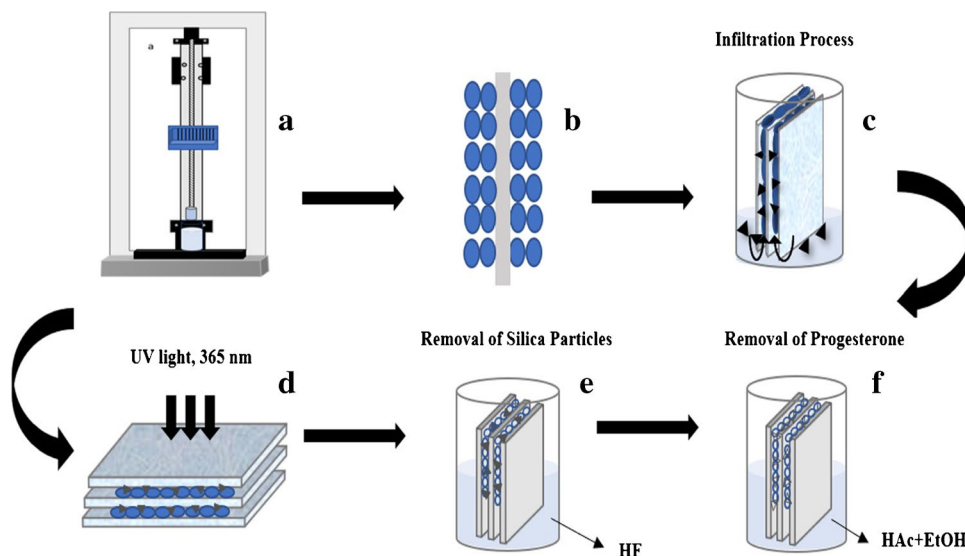 a
a
b
Infiltration Process
c
UV light, 365 nm
d
Removal of Silica Particles
e
HF
Removal of Progesterone
f
HAc+EtOH